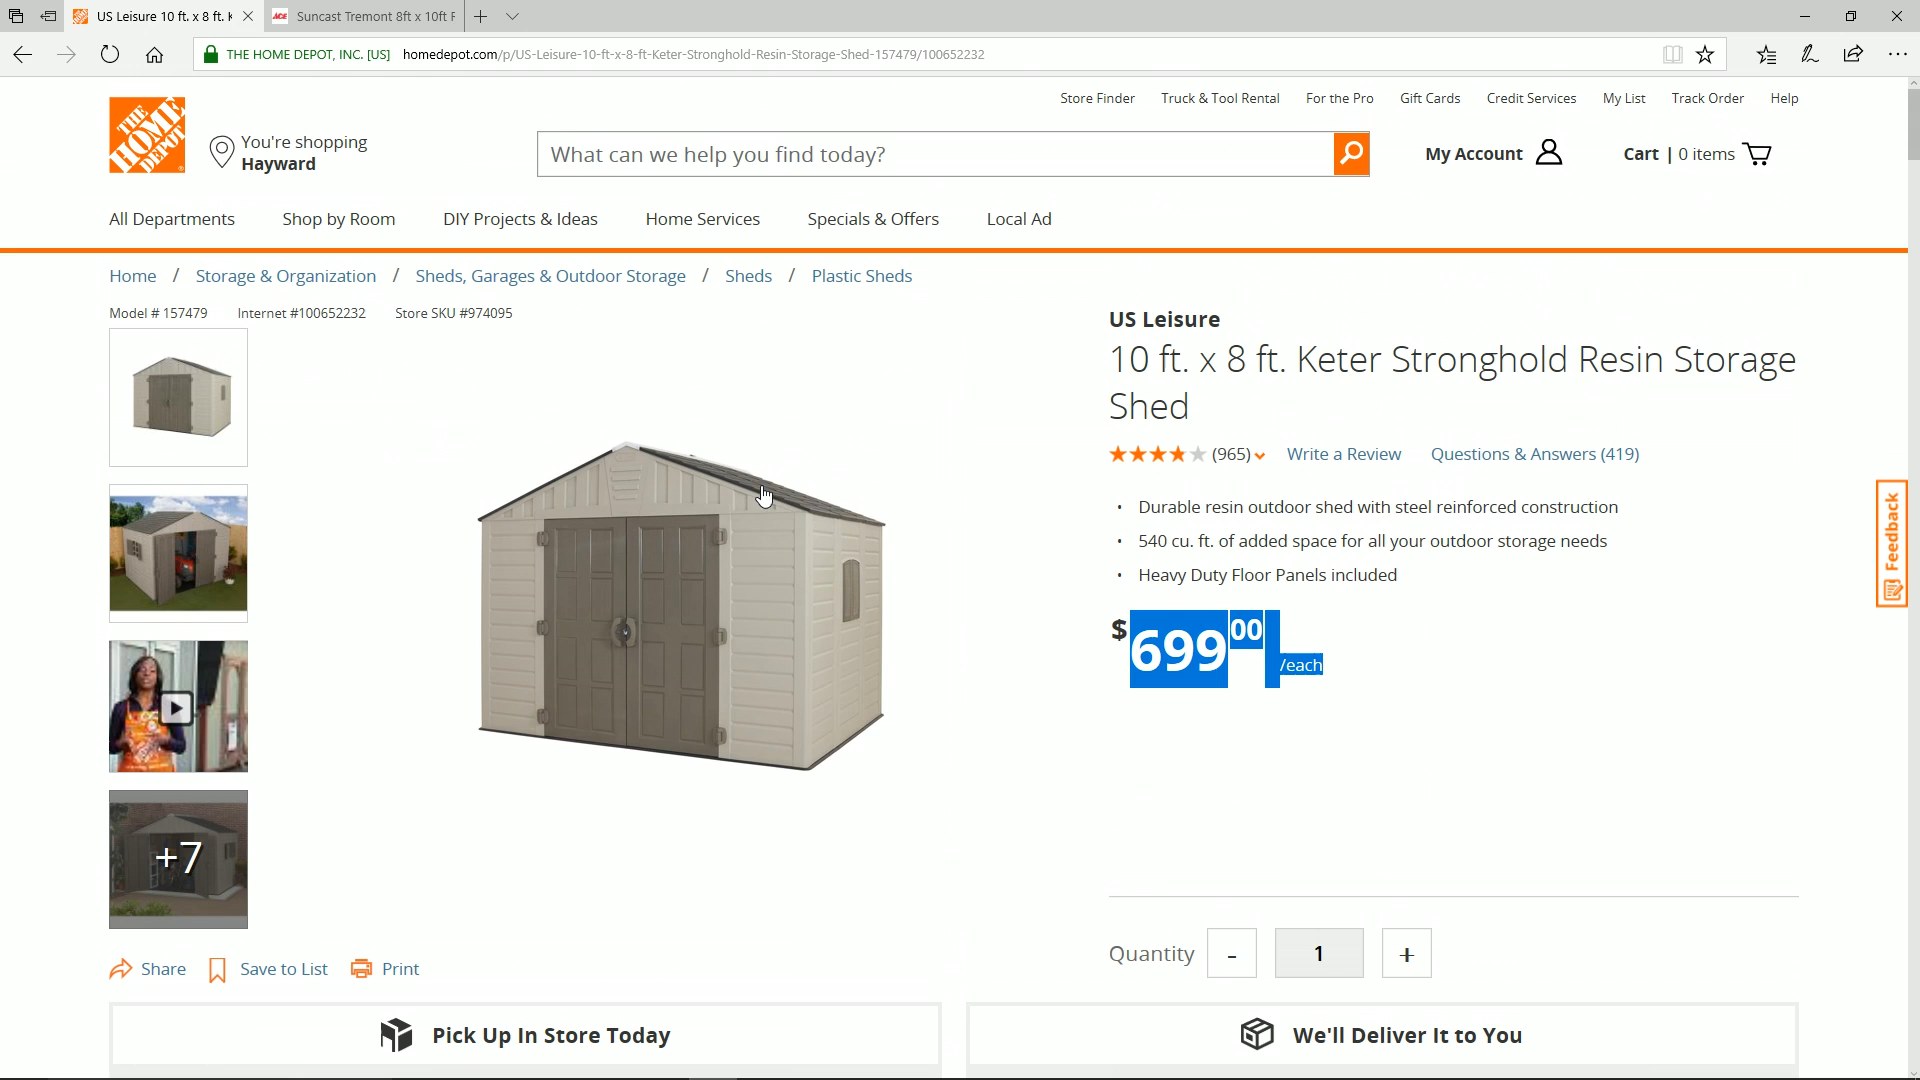 US Leisure 10 ft. x 8 ft. K
ACE Suncast Tremont 8ft x 10ft F
THE HOME DEPOT, INC. [US] homedepot.com/p/US-Leisure-10-ft-x-8-ft-Keter-Stronghold-Resin-Storage-Shed-157479/100652232
Store Finder Truck & Tool Rental For the Pro Gift Cards Credit Services My List Track Order Help
THE HOME DEPOT
You're shopping
Hayward
What can we help you find today?
My Account
Cart | 0 items
All Departments Shop by Room DIY Projects & Ideas Home Services Specials & Offers Local Ad
Home / Storage & Organization / Sheds, Garages & Outdoor Storage / Sheds / Plastic Sheds
Model # 157479 Internet #100652232 Store SKU #974095
US Leisure
10 ft. x 8 ft. Keter Stronghold Resin Storage
Shed
(965) Write a Review Questions & Answers (419)
• Durable resin outdoor shed with steel reinforced construction
• 540 cu. ft. of added space for all your outdoor storage needs
• Heavy Duty Floor Panels included
$699 00 /each
Feedback
+7
Quantity - 1 +
Share Save to List Print
Pick Up In Store Today
We'll Deliver It to You